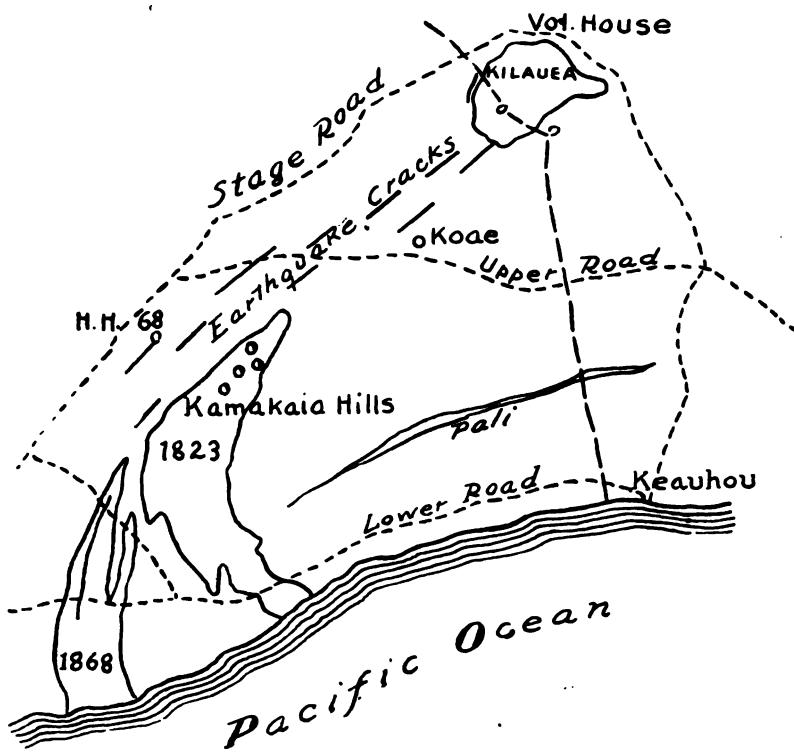 Vol. House
KILAUEA
Stage Road
Earthquake Cracks
Koae
Upper Road
H.H. 68
Kamakaia Hills
1823
Pali
Keauhou
Lower Road
1868
Pacific Ocean